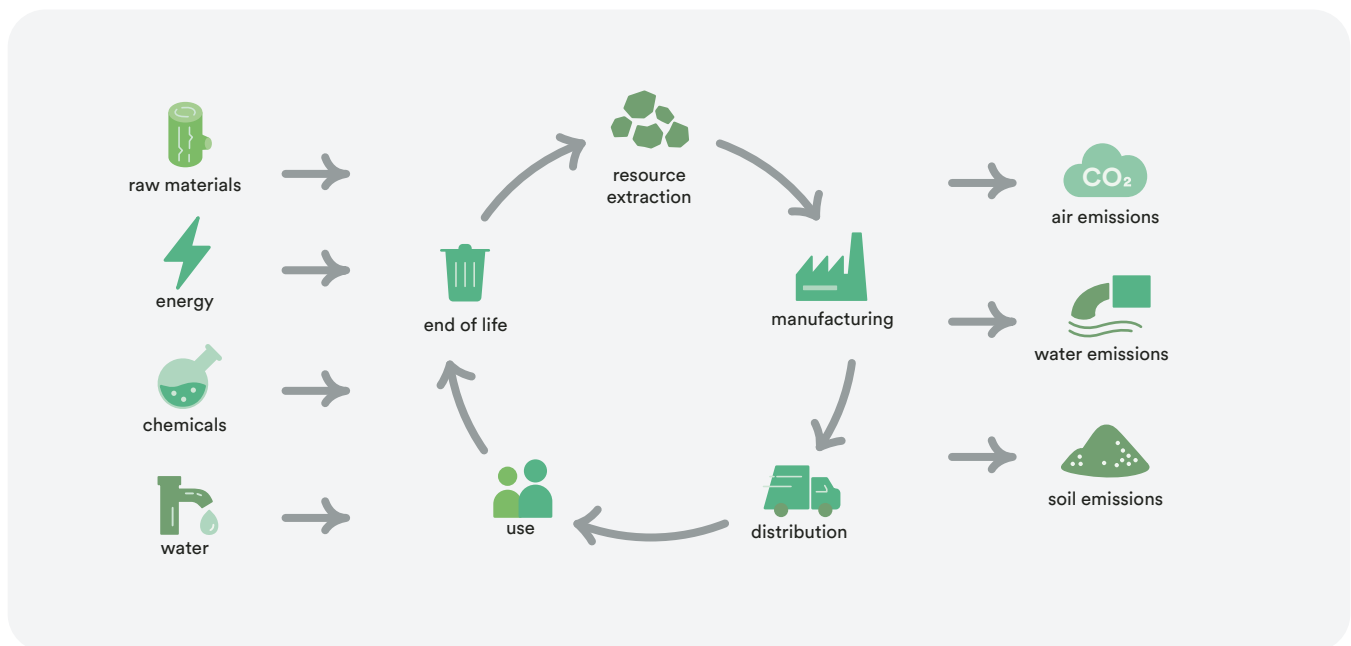 raw materials
energy
chemicals
water
resource
extraction
manufacturing
distribution
use
end of life
CO₂
air emissions
water emissions
soil emissions